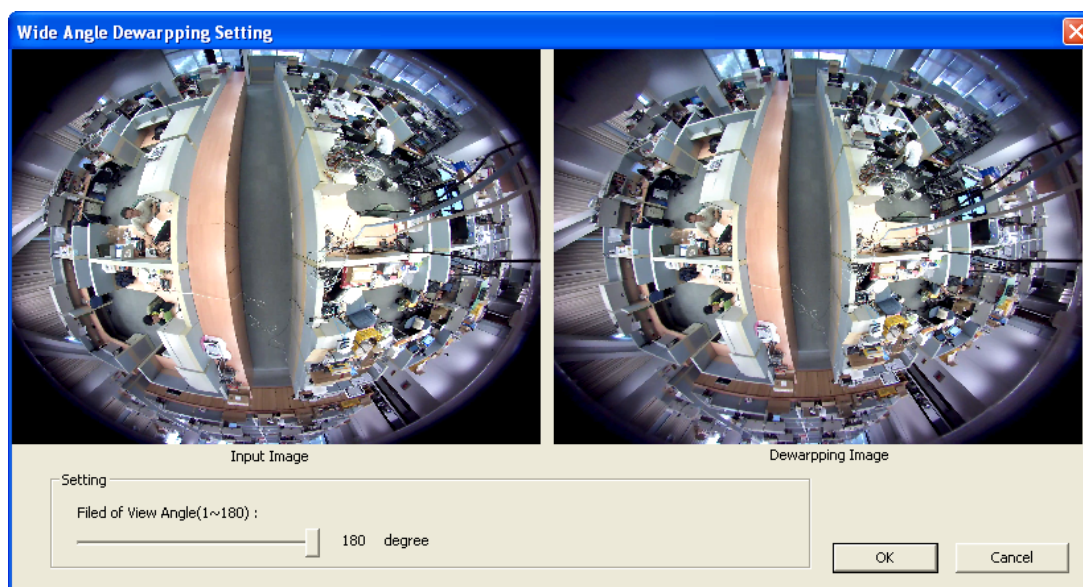 Wide Angle Dewarpping Setting
Input Image
Dewarpping Image
Setting
Filed of View Angle(1~180) :
180 degree
OK
Cancel